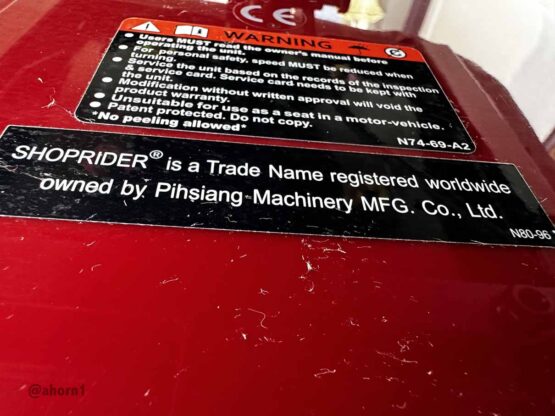 CE
WARNING
● Users MUST read the owner's manual before
operating the unit.
● For personal safety, speed MUST be reduced when
turning.
● Service the unit based on the records of the inspection
& service card. Service card needs to be kept with
the unit.
● Modification without written approval will void the
product warranty.
● Unsuitable for use as a seat in a motor-vehicle.
● Patent protected. Do not copy.
*No peeling allowed*
N74-69-A2
SHOPRIDER® is a Trade Name registered worldwide
owned by Pihsiang Machinery MFG. Co., Ltd.
N80-96
@ahorn1